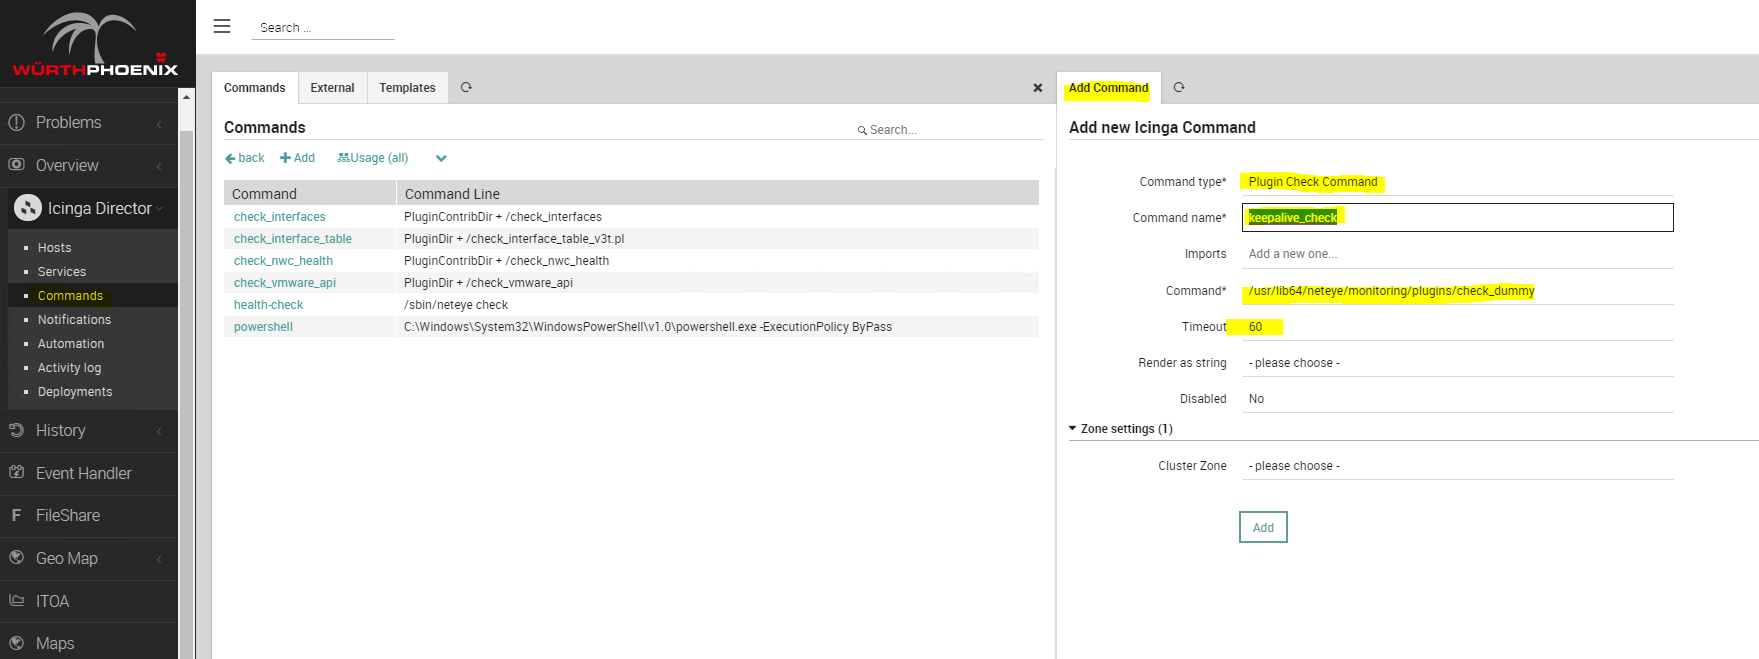 WÜRTHPHOENIX
Search ...
Problems
Overview
Icinga Director
Hosts
Services
Commands
Notifications
Automation
Activity log
Deployments
History
Event Handler
FileShare
Geo Map
ITOA
Maps
Commands External Templates
Commands
Search...
back Add Usage (all)
Command Command Line
check_interfaces PluginContribDir + /check_interfaces
check_interface_table PluginDir + /check_interface_table_v3t.pl
check_nwc_health PluginContribDir + /check_nwc_health
check_vmware_api PluginDir + /check_vmware_api
health-check /sbin/neteye check
powershell C:\Windows\System32\WindowsPowerShell\v1.0\powershell.exe -ExecutionPolicy ByPass
Add Command
Add new Icinga Command
Command type* Plugin Check Command
Command name* keepalive_check
Imports Add a new one...
Command* /usr/lib64/neteye/monitoring/plugins/check_dummy
Timeout 60
Render as string - please choose -
Disabled No
Zone settings (1)
Cluster Zone - please choose -
Add